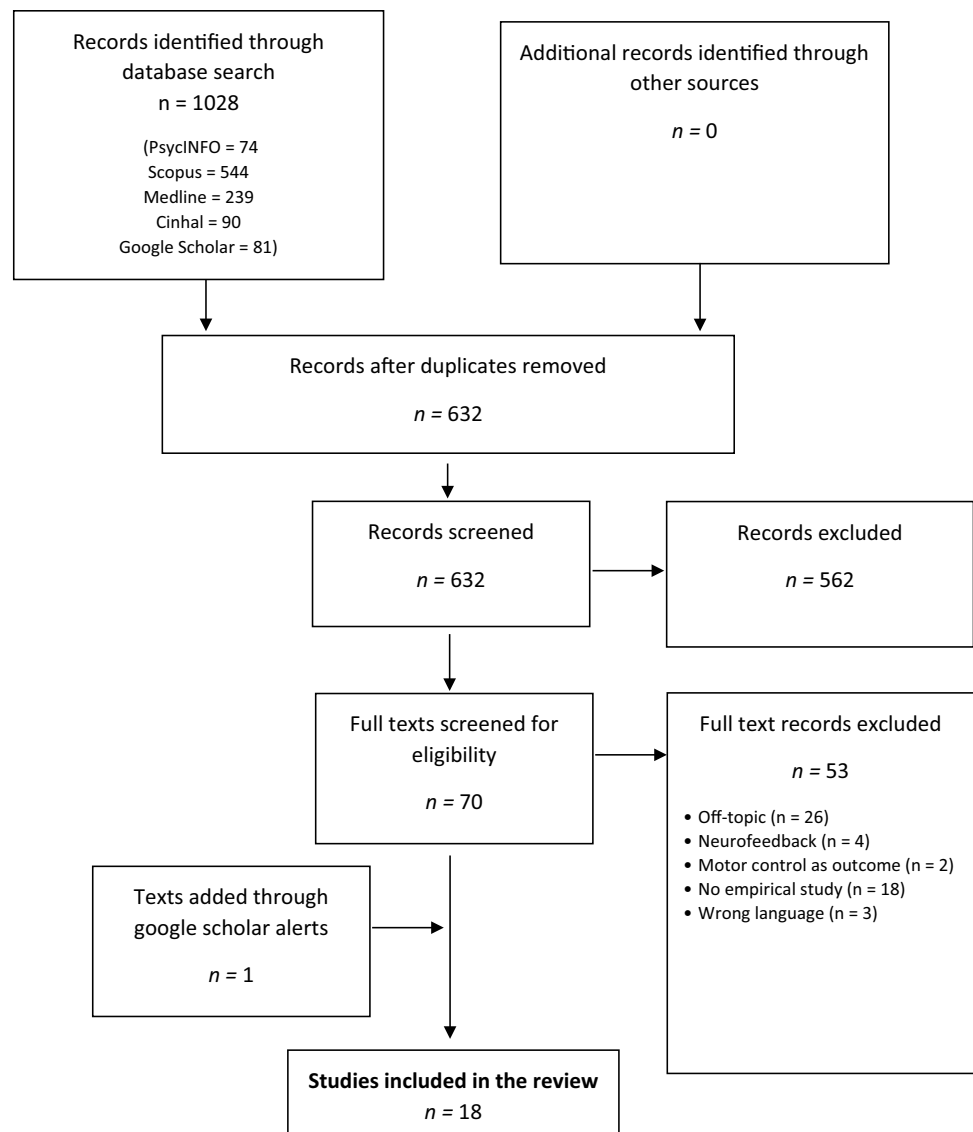 Records identified through
database search
n = 1028
(PsycINFO = 74
Scopus = 544
Medline = 239
Cinhal = 90
Google Scholar = 81)
Additional records identified through
other sources
n = 0
Records after duplicates removed
n = 632
Records screened
n = 632
Records excluded
n = 562
Full texts screened for
eligibility
n = 70
Full text records excluded
n = 53
• Off-topic (n = 26)
• Neurofeedback (n = 4)
• Motor control as outcome (n = 2)
• No empirical study (n = 18)
• Wrong language (n = 3)
Texts added through
google scholar alerts
n = 1
Studies included in the review
n = 18